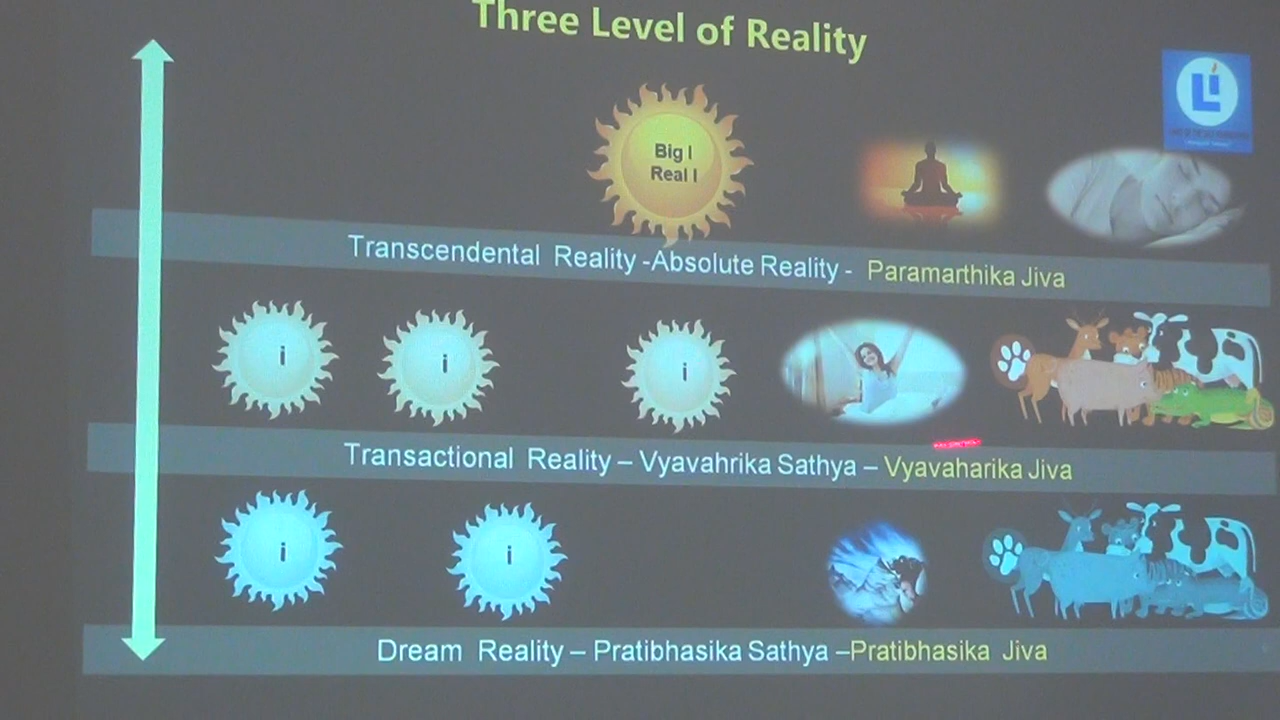 Three Level of Reality
Big I
Real I
Transcendental Reality -Absolute Reality - Paramarthika Jiva
i
i
i
Transactional Reality – Vyavahrika Sathya – Vyavaharika Jiva
i
i
Dream Reality – Pratibhasika Sathya –Pratibhasika Jiva